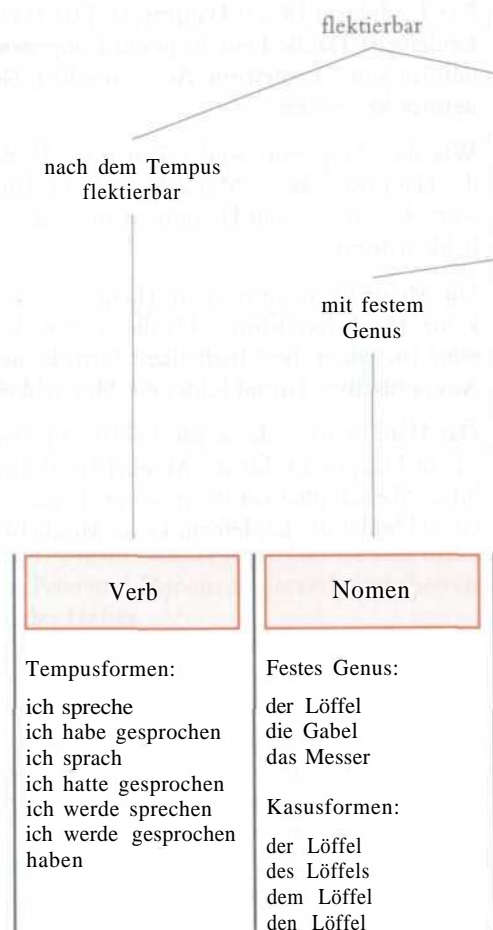 flektierbar
nach dem Tempus
flektierbar
mit festem
Genus
Verb
Tempusformen:
ich spreche
ich habe gesprochen
ich sprach
ich hatte gesprochen
ich werde sprechen
ich werde gesprochen
haben
Nomen
Festes Genus:
der Löffel
die Gabel
das Messer
Kasusformen:
der Löffel
des Löffels
dem Löffel
den Löffel